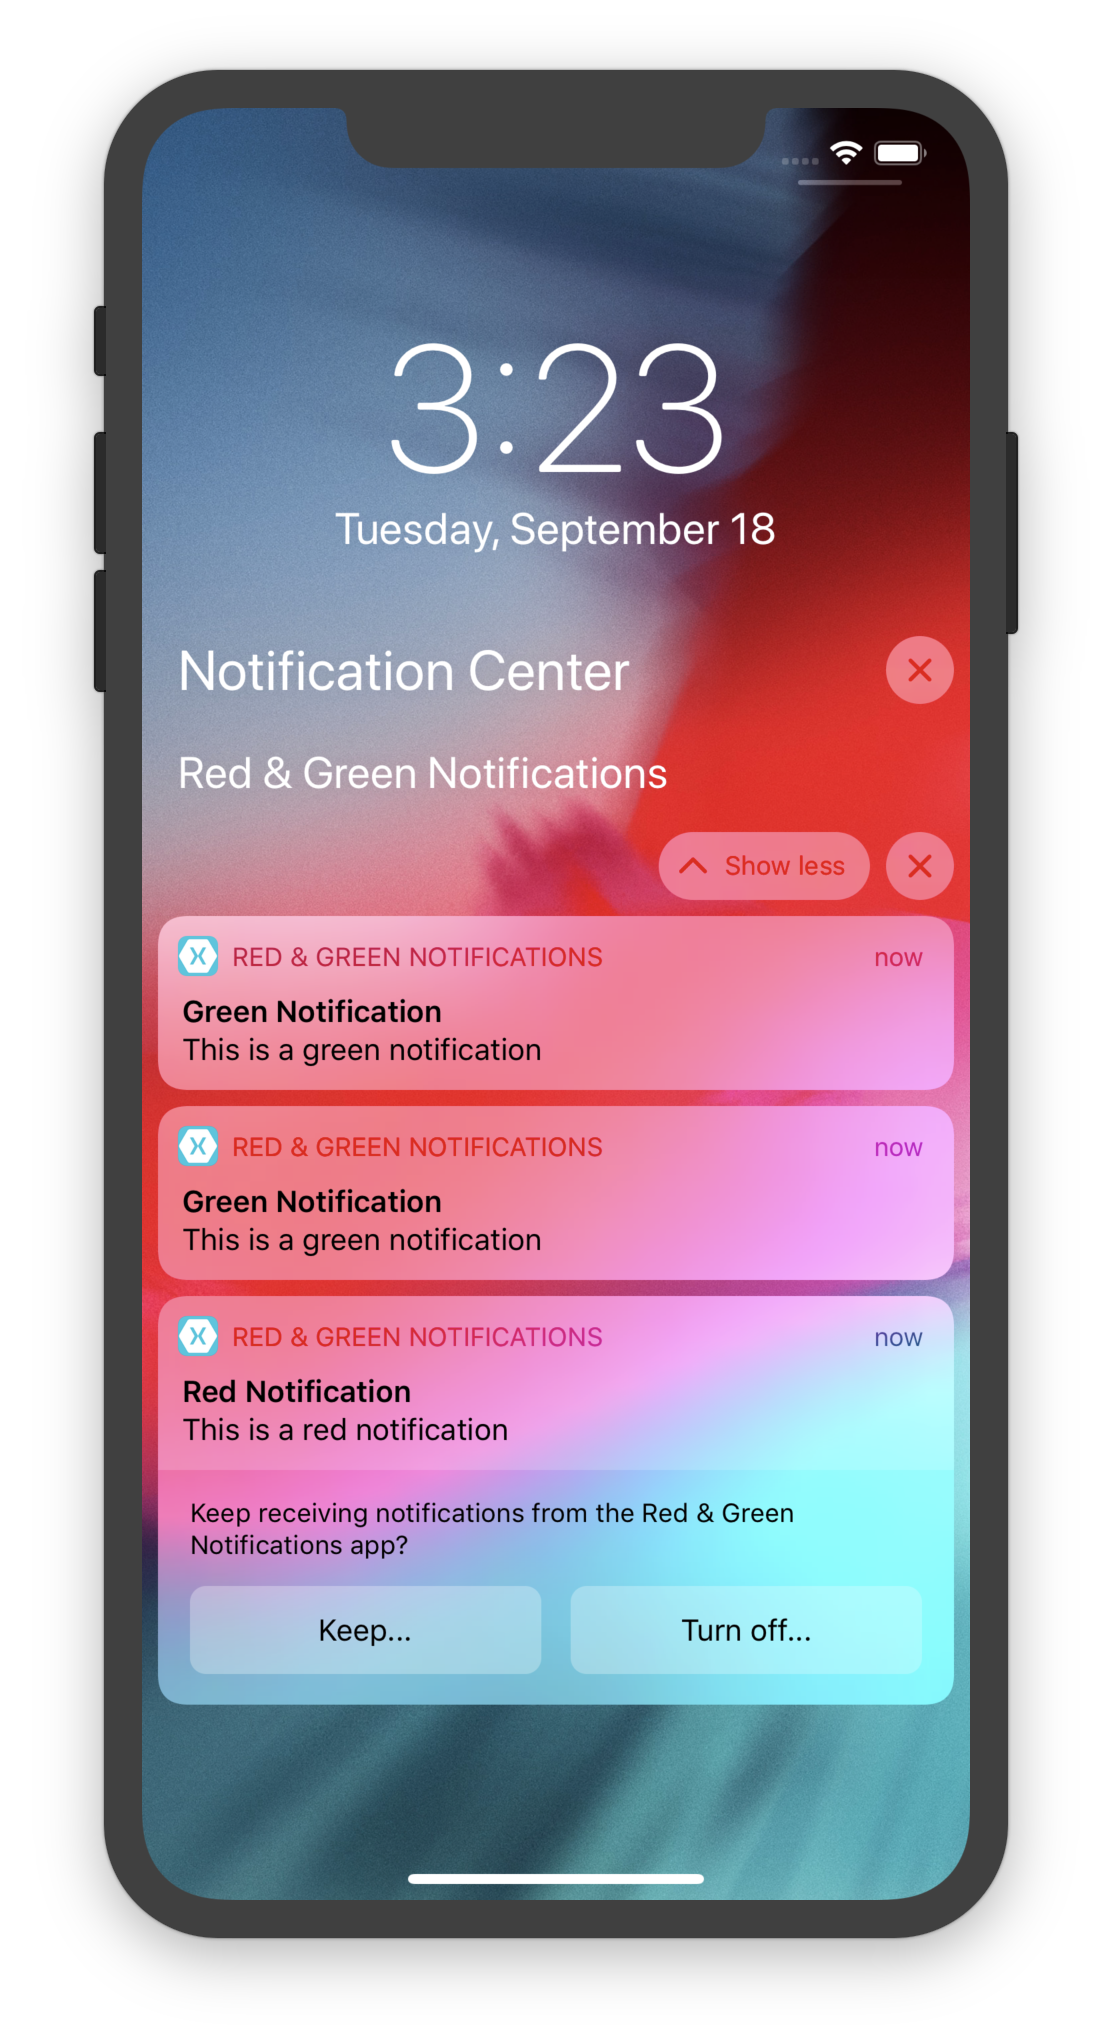 3:23
Tuesday, September 18
Notification Center
Red & Green Notifications
Show less
RED & GREEN NOTIFICATIONS now
Green Notification
This is a green notification
RED & GREEN NOTIFICATIONS now
Green Notification
This is a green notification
RED & GREEN NOTIFICATIONS now
Red Notification
This is a red notification
Keep receiving notifications from the Red & Green
Notifications app?
Keep... Turn off...